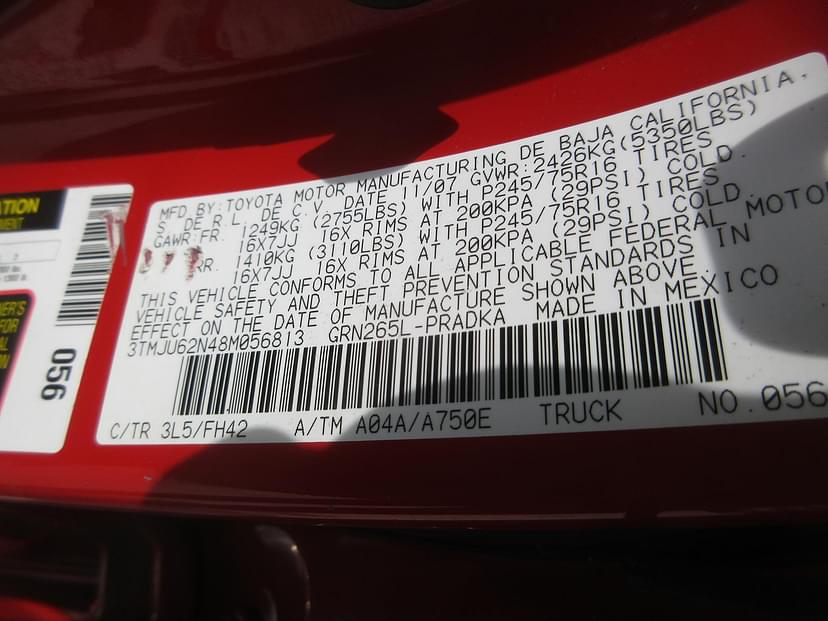 MFD BY: TOYOTA MOTOR MANUFACTURING DE BAJA CALIFORNIA.
S. DE R.L. DE C.V. DATE 11/07 GVWR: 2426KG(5350LBS)
GAWR:FR. 1249KG (2755LBS) WITH P245/75R16 TIRES
16X7JJ 16X RIMS AT 200KPA (29PSI) COLD.
RR. 1410KG (3110LBS) WITH P245/75R16 TIRES
16X7JJ 16X RIMS AT 200KPA (29PSI) COLD.
THIS VEHICLE CONFORMS TO ALL APPLICABLE FEDERAL MOTO
VEHICLE SAFETY AND THEFT PREVENTION STANDARDS IN
EFFECT ON THE DATE OF MANUFACTURE SHOWN ABOVE.
3TMJU62N48M056813 GRN265L-PRADKA MADE IN MEXICO
C/TR 3L5/FH42 A/TM A04A/A750E TRUCK NO.056
ATION
056
ER'S
FOR